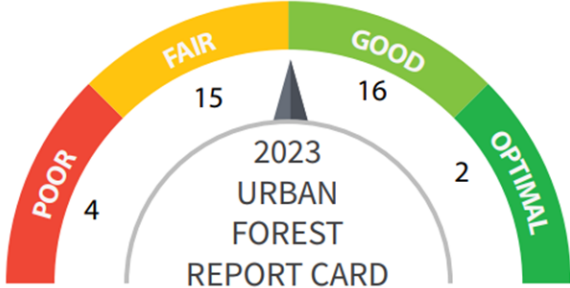 FAIR
GOOD
15
16
POOR
4
2
OPTIMAL
2023
URBAN
FOREST
REPORT CARD